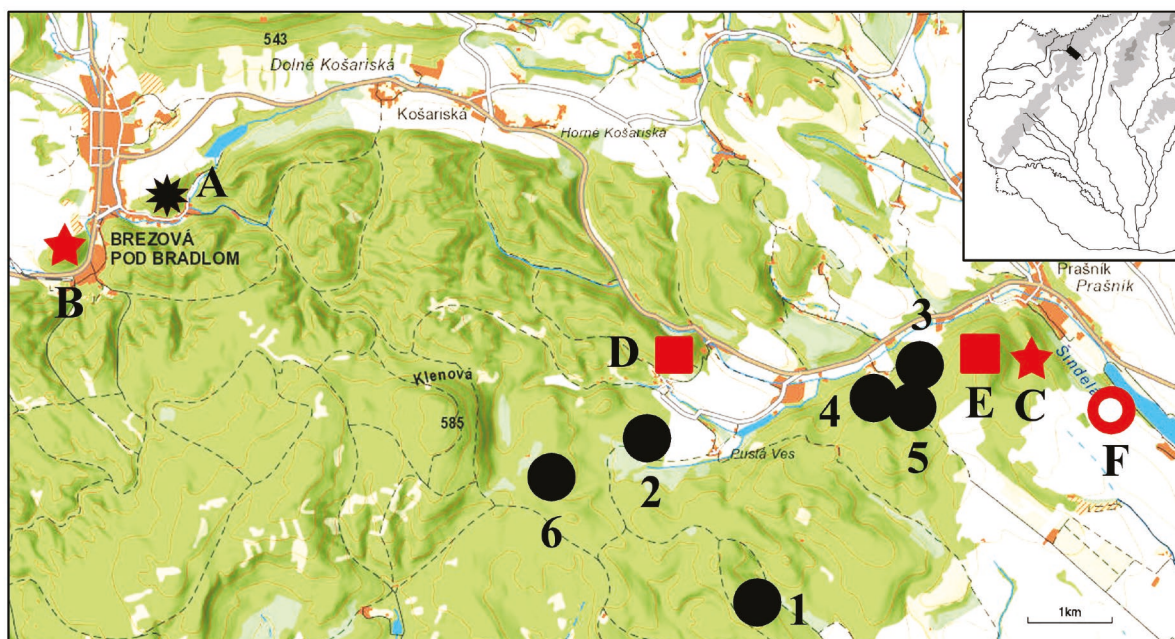 543
Dolné Košariská
Košariská
Horné Košariská
A
BREZOVÁ
POD BRADLOM
B
Prašník
Prašník
3
D
E
C
Šindela
F
Klenová
4
5
585
2
Pustá Ves
6
1
1km